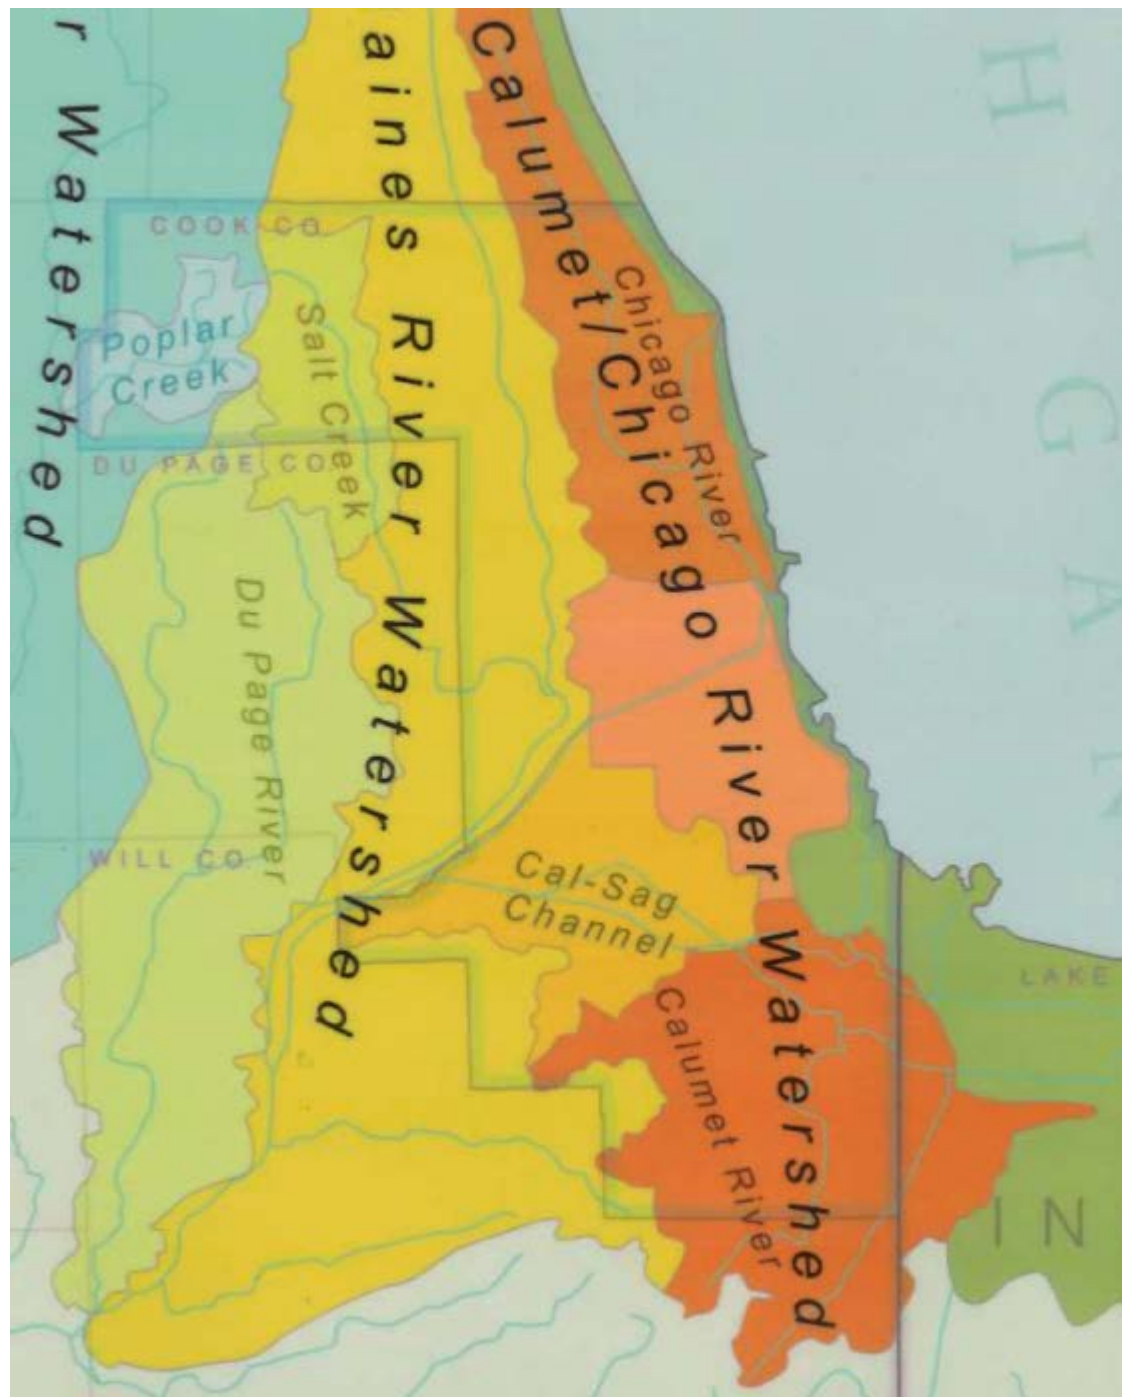 r Watershed
aines River Watershed
Calumet/Chicago River Watershed
HIGAN
COOK CO.
Chicago River
Salt Creek
Poplar
Creek
DU PAGE CO.
Du Page River
WILL CO.
Cal-Sag
Channel
LAKE
Calumet River
IN